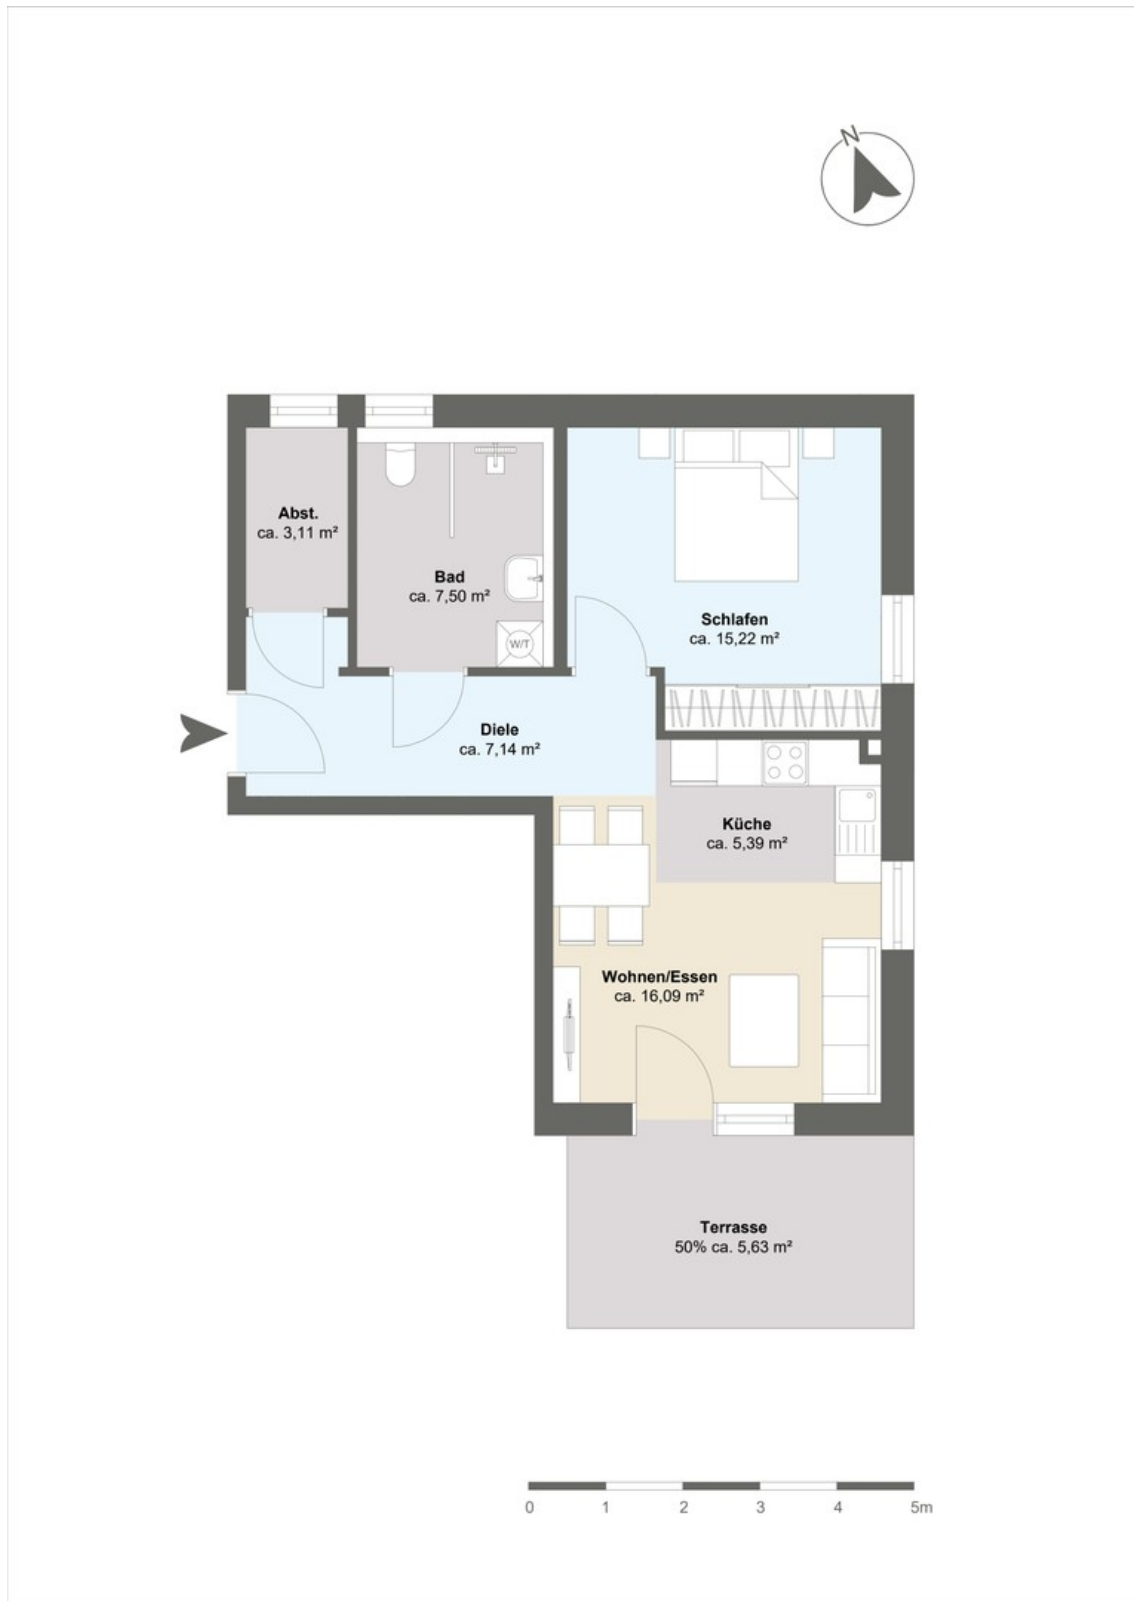 N
Abst.
ca. 3,11 m²
Bad
ca. 7,50 m²
W/T
Schlafen
ca. 15,22 m²
Diele
ca. 7,14 m²
Küche
ca. 5,39 m²
Wohnen/Essen
ca. 16,09 m²
Terrasse
50% ca. 5,63 m²
0 1 2 3 4 5m